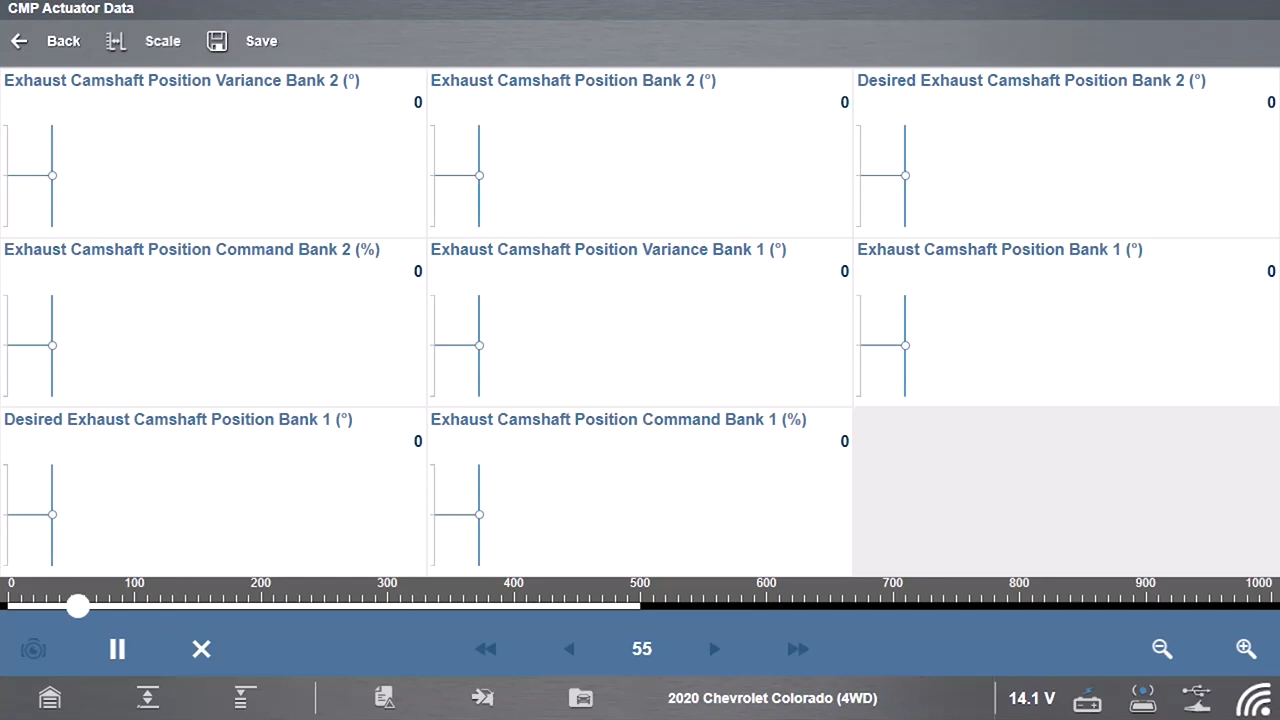 CMP Actuator Data
Back Scale Save
Exhaust Camshaft Position Variance Bank 2 (°)
0
Exhaust Camshaft Position Bank 2 (°)
0
Desired Exhaust Camshaft Position Bank 2 (°)
0
Exhaust Camshaft Position Command Bank 2 (%)
0
Exhaust Camshaft Position Variance Bank 1 (°)
0
Exhaust Camshaft Position Bank 1 (°)
0
Desired Exhaust Camshaft Position Bank 1 (°)
0
Exhaust Camshaft Position Command Bank 1 (%)
0
0 100 200 300 400 500 600 700 800 900 1000
55
2020 Chevrolet Colorado (4WD) 14.1 V